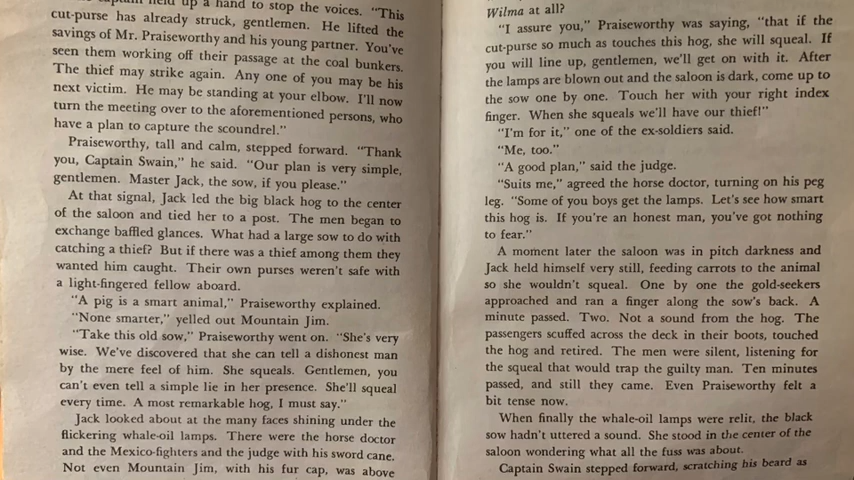 captain held up a hand to stop the voices. "This
cut-purse has already struck, gentlemen. He lifted the
savings of Mr. Praiseworthy and his young partner. You've
seen them working off their passage at the coal bunkers.
The thief may strike again. Any one of you may be his
next victim. He may be standing at your elbow. I'll now
turn the meeting over to the aforementioned persons, who
have a plan to capture the scoundrel."
Praiseworthy, tall and calm, stepped forward. "Thank
you, Captain Swain," he said. "Our plan is very simple,
gentlemen. Master Jack, the sow, if you please."
At that signal, Jack led the big black hog to the center
of the saloon and tied her to a post. The men began to
exchange baffled glances. What had a large sow to do with
catching a thief? But if there was a thief among them they
wanted him caught. Their own purses weren't safe with
a light-fingered fellow aboard.
"A pig is a smart animal," Praiseworthy explained.
"None smarter," yelled out Mountain Jim.
"Take this old sow," Praiseworthy went on. "She's very
wise. We've discovered that she can tell a dishonest man
by the mere feel of him. She squeals. Gentlemen, you
can't even tell a simple lie in her presence. She'll squeal
every time. A most remarkable hog, I must say."
Jack looked about at the many faces shining under the
flickering whale-oil lamps. There were the horse doctor
and the Mexico-fighters and the judge with his sword cane.
Not even Mountain Jim, with his fur cap, was above
Wilma at all?
"I assure you," Praiseworthy was saying, "that if the
cut-purse so much as touches this hog, she will squeal. If
you will line up, gentlemen, we'll get on with it. After
the lamps are blown out and the saloon is dark, come up to
the sow one by one. Touch her with your right index
finger. When she squeals we'll have our thief!"
"I'm for it," one of the ex-soldiers said.
"Me, too."
"A good plan," said the judge.
"Suits me," agreed the horse doctor, turning on his peg
leg. "Some of you boys get the lamps. Let's see how smart
this hog is. If you're an honest man, you've got nothing
to fear."
A moment later the saloon was in pitch darkness and
Jack held himself very still, feeding carrots to the animal
so she wouldn't squeal. One by one the gold-seekers
approached and ran a finger along the sow's back. A
minute passed. Two. Not a sound from the hog. The
passengers scuffed across the deck in their boots, touched
the hog and retired. The men were silent, listening for
the squeal that would trap the guilty man. Ten minutes
passed, and still they came. Even Praiseworthy felt a
bit tense now.
When finally the whale-oil lamps were relit, the black
sow hadn't uttered a sound. She stood in the center of the
saloon wondering what all the fuss was about.
Captain Swain stepped forward, scratching his beard as